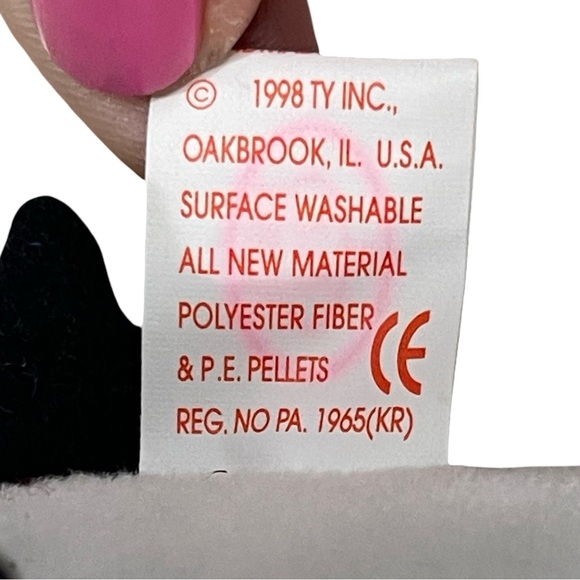 © 1998 TY INC.,
OAKBROOK, IL. U.S.A.
SURFACE WASHABLE
ALL NEW MATERIAL
POLYESTER FIBER
& P.E. PELLETS CE
REG. NO PA. 1965(KR)